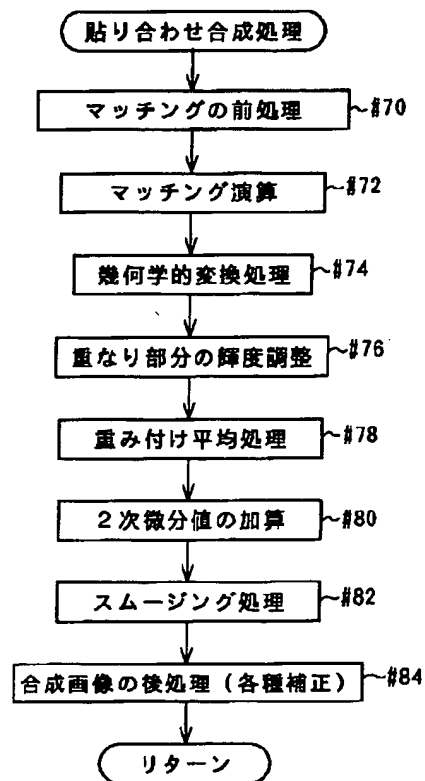 貼り合わせ合成処理
マッチングの前処理 ~#70
マッチング演算 ~#72
幾何学的変換処理 ~#74
重なり部分の輝度調整 ~#76
重み付け平均処理 ~#78
2次微分値の加算 ~#80
スムージング処理 ~#82
合成画像の後処理(各種補正) ~#84
リターン